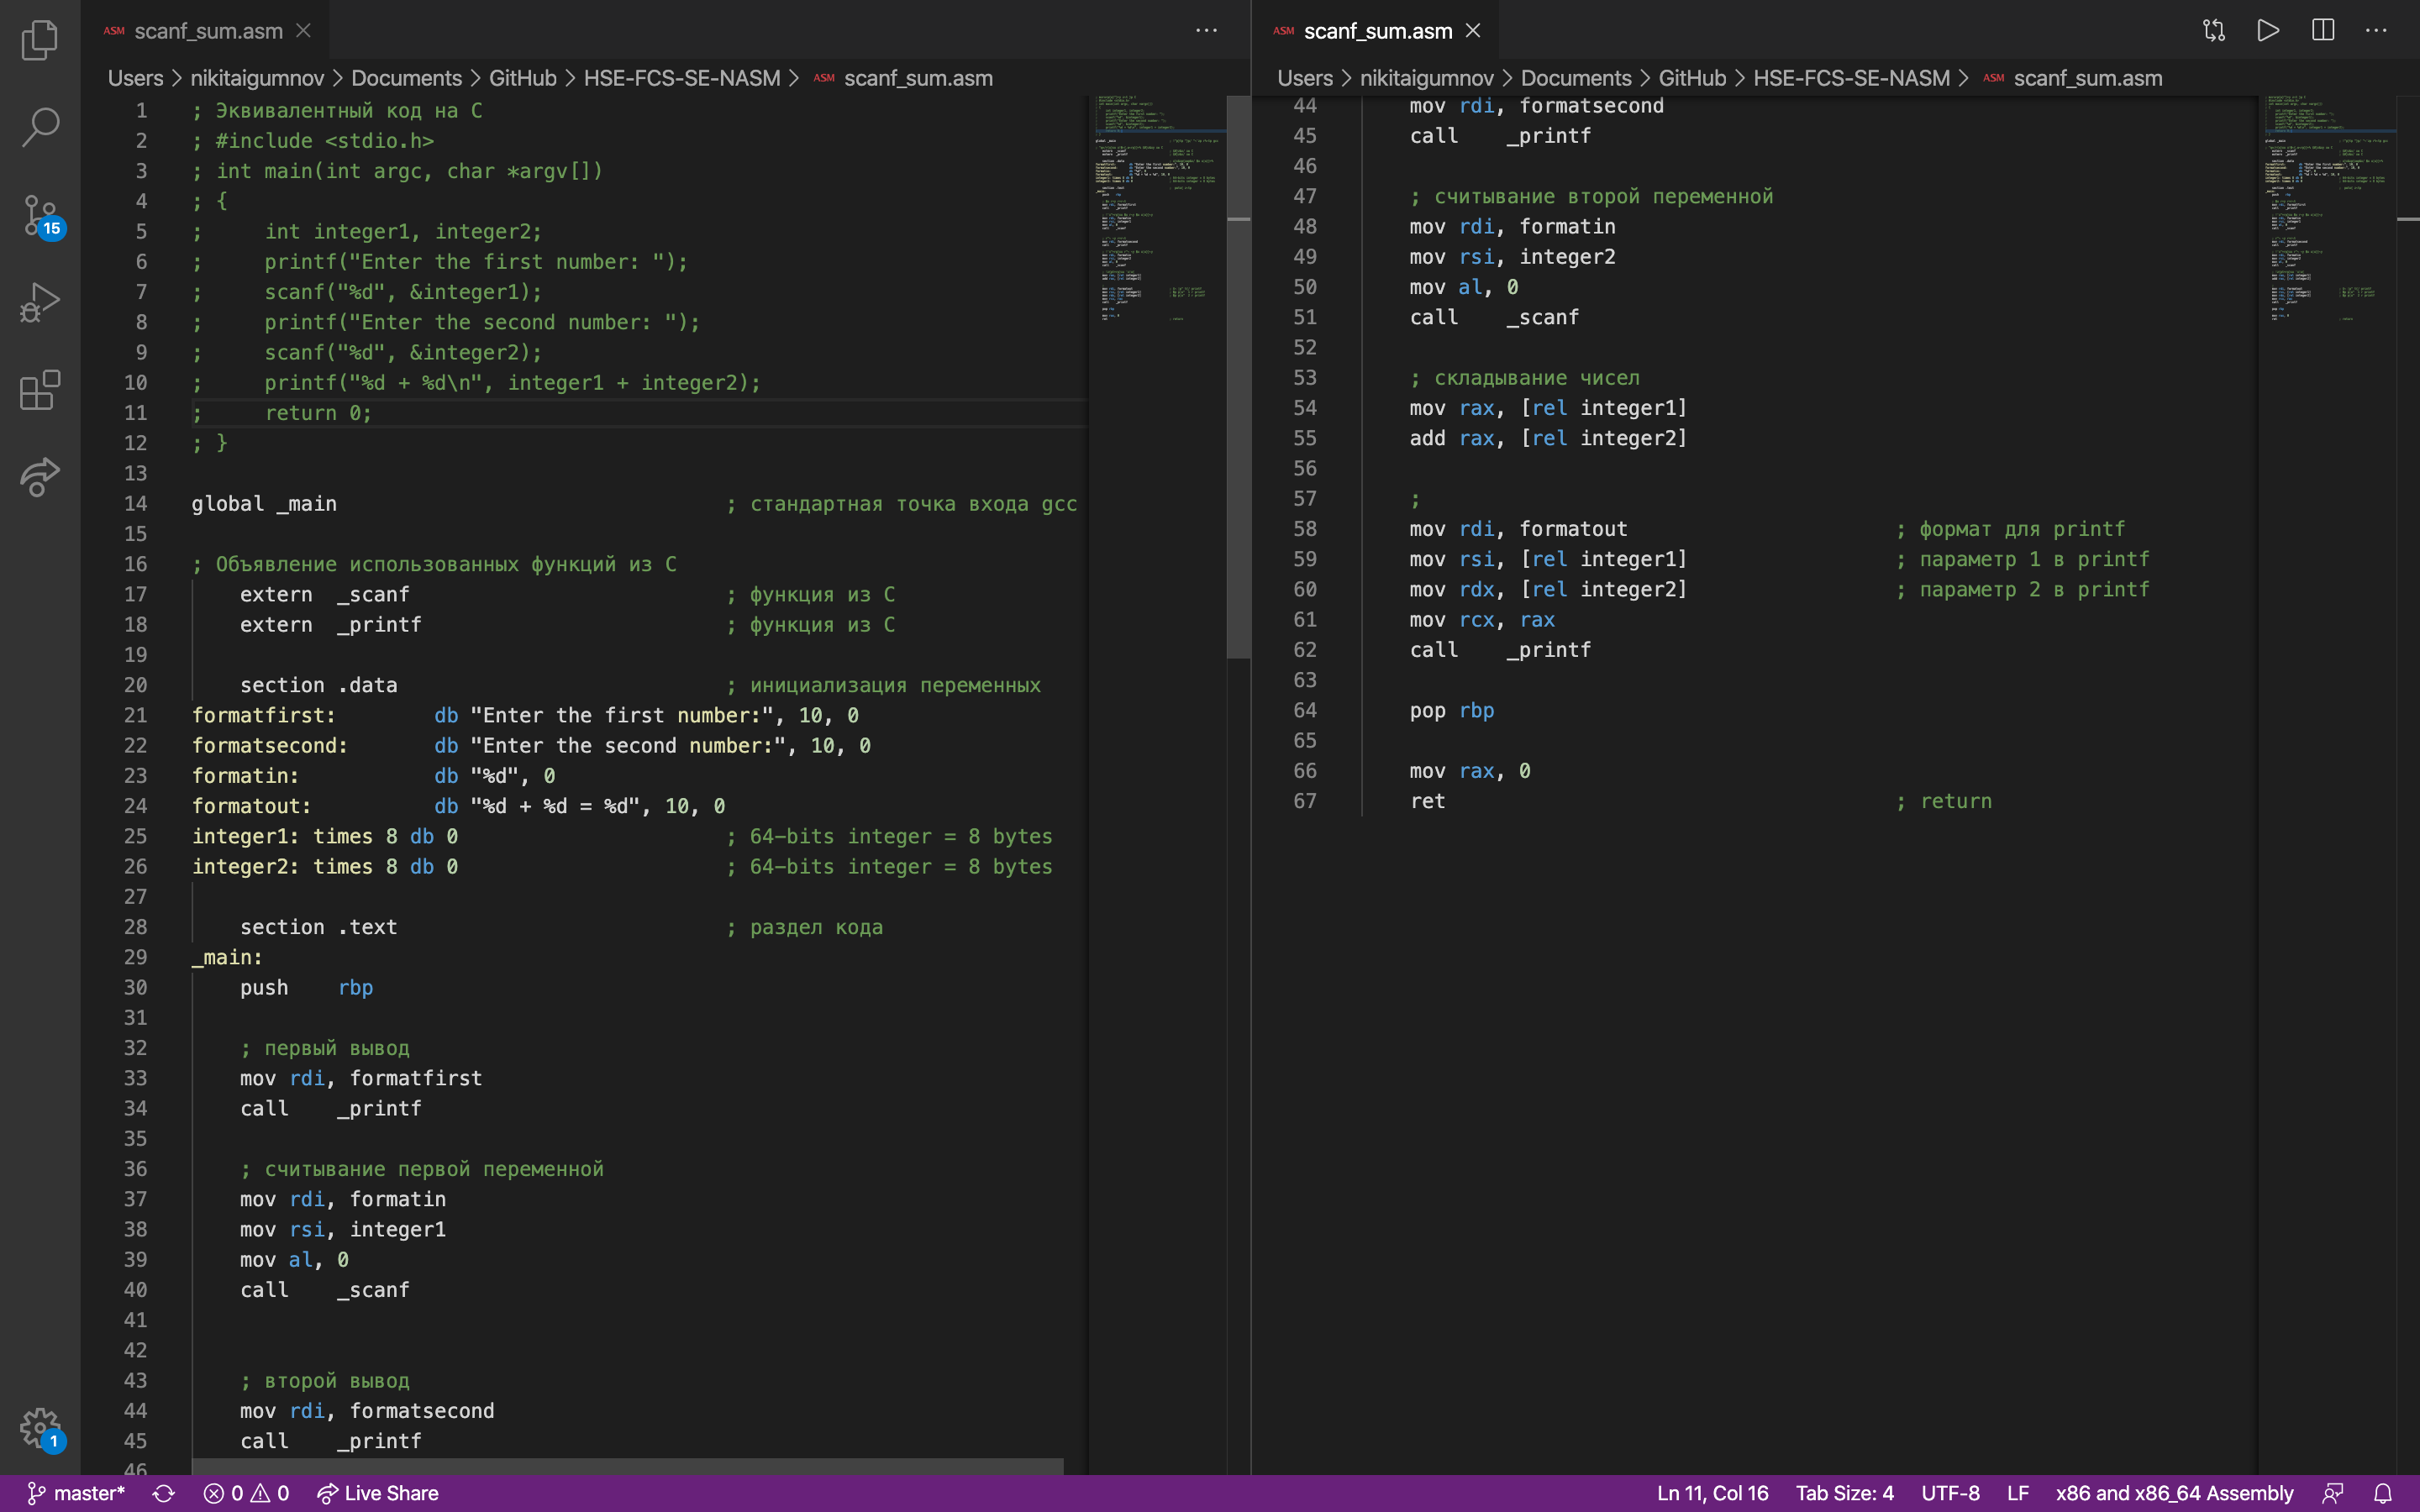 ASM scanf_sum.asm
Users > nikitaigumnov > Documents > GitHub > HSE-FCS-SE-NASM > ASM scanf_sum.asm
1 ; Эквивалентный код на C
2 ; #include <stdio.h>
3 ; int main(int argc, char *argv[])
4 ; {
5 ;     int integer1, integer2;
6 ;     printf("Enter the first number: ");
7 ;     scanf("%d", &integer1);
8 ;     printf("Enter the second number: ");
9 ;     scanf("%d", &integer2);
10 ;     printf("%d + %d\n", integer1 + integer2);
11 ;     return 0;
12 ; }
13
14 global _main ; стандартная точка входа gcc
15
16 ; Объявление использованных функций из C
17     extern  _scanf ; функция из C
18     extern  _printf ; функция из C
19
20     section .data ; инициализация переменных
21 formatfirst:        db "Enter the first number:", 10, 0
22 formatsecond:       db "Enter the second number:", 10, 0
23 formatin:           db "%d", 0
24 formatout:          db "%d + %d = %d", 10, 0
25 integer1: times 8 db 0 ; 64-bits integer = 8 bytes
26 integer2: times 8 db 0 ; 64-bits integer = 8 bytes
27
28     section .text ; раздел кода
29 _main:
30     push    rbp
31
32     ; первый вывод
33     mov rdi, formatfirst
34     call    _printf
35
36     ; считывание первой переменной
37     mov rdi, formatin
38     mov rsi, integer1
39     mov al, 0
40     call    _scanf
41
42
43     ; второй вывод
44     mov rdi, formatsecond
45     call    _printf
46
ASM scanf_sum.asm
Users > nikitaigumnov > Documents > GitHub > HSE-FCS-SE-NASM > ASM scanf_sum.asm
44     mov rdi, formatsecond
45     call    _printf
46
47     ; считывание второй переменной
48     mov rdi, formatin
49     mov rsi, integer2
50     mov al, 0
51     call    _scanf
52
53     ; складывание чисел
54     mov rax, [rel integer1]
55     add rax, [rel integer2]
56
57     ;
58     mov rdi, formatout ; формат для printf
59     mov rsi, [rel integer1] ; параметр 1 в printf
60     mov rdx, [rel integer2] ; параметр 2 в printf
61     mov rcx, rax
62     call    _printf
63
64     pop rbp
65
66     mov rax, 0
67     ret ; return
15
1
master* 0 0 Live Share Ln 11, Col 16 Tab Size: 4 UTF-8 LF x86 and x86_64 Assembly